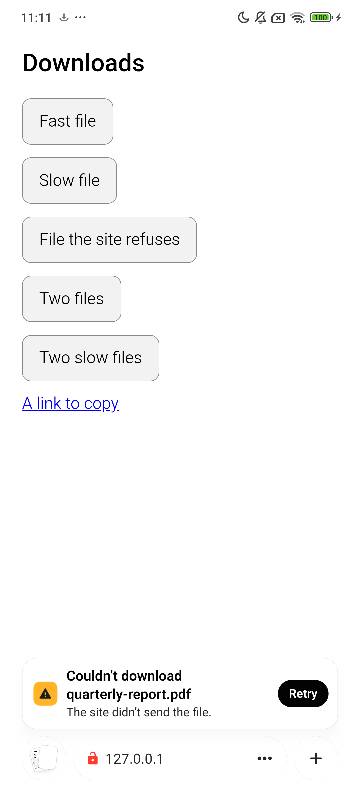 11:11
Downloads
Fast file
Slow file
File the site refuses
Two files
Two slow files
A link to copy
Couldn't download
quarterly-report.pdf
The site didn't send the file.
Retry
127.0.0.1